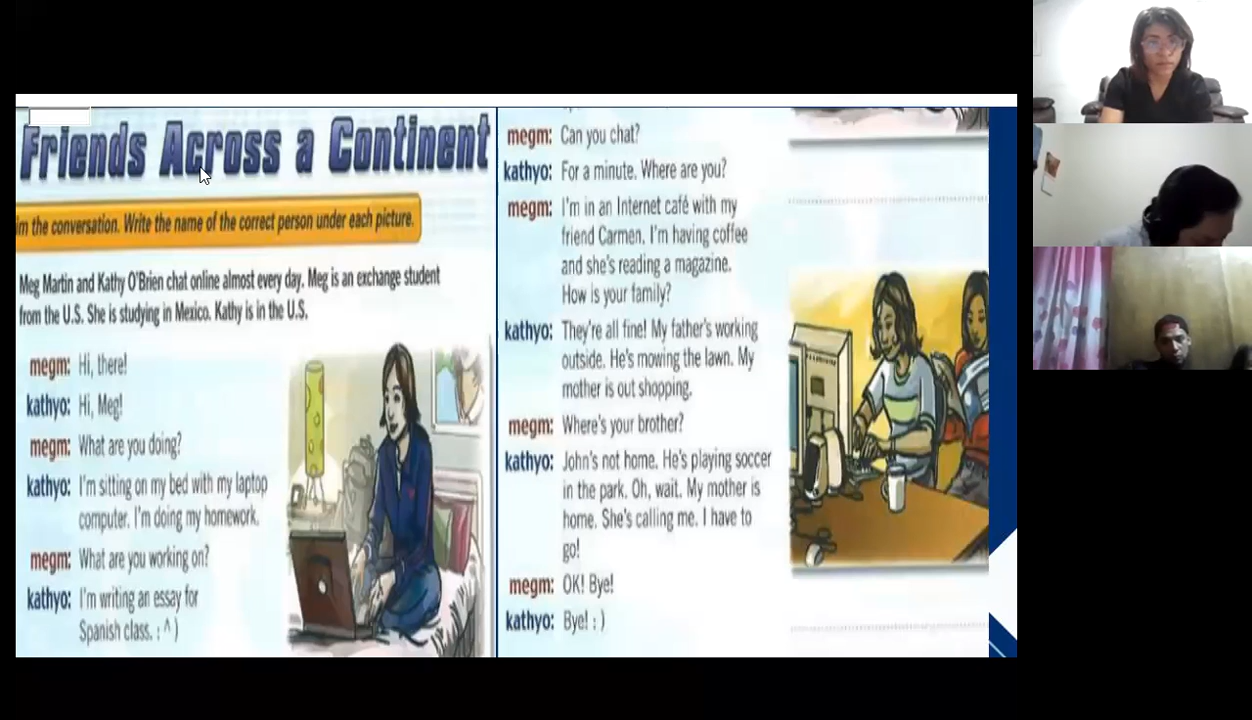 Friends Across a Continent
im the conversation. Write the name of the correct person under each picture.
Meg Martin and Kathy O'Brien chat online almost every day. Meg is an exchange student
from the U.S. She is studying in Mexico. Kathy is in the U.S.
megm: Hi, there!
kathyo: Hi, Meg!
megm: What are you doing?
kathyo: I'm sitting on my bed with my laptop
computer. I'm doing my homework.
megm: What are you working on?
kathyo: I'm writing an essay for
Spanish class. : ^ )
megm: Can you chat?
kathyo: For a minute. Where are you?
megm: I'm in an Internet café with my
friend Carmen. I'm having coffee
and she's reading a magazine.
How is your family?
kathyo: They're all fine! My father's working
outside. He's mowing the lawn. My
mother is out shopping.
megm: Where's your brother?
kathyo: John's not home. He's playing soccer
in the park. Oh, wait. My mother is
home. She's calling me. I have to
go!
megm: OK! Bye!
kathyo: Bye! : )